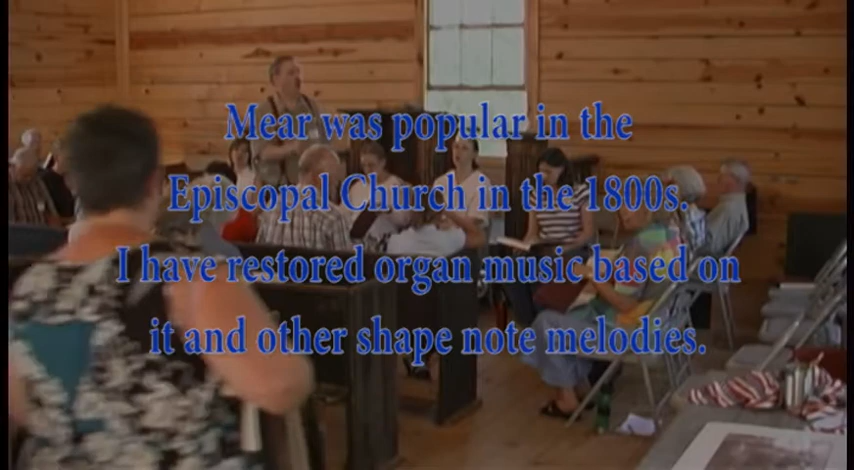 Mear was popular in the
Episcopal Church in the 1800s.
I have restored organ music based on
it and other shape note melodies.